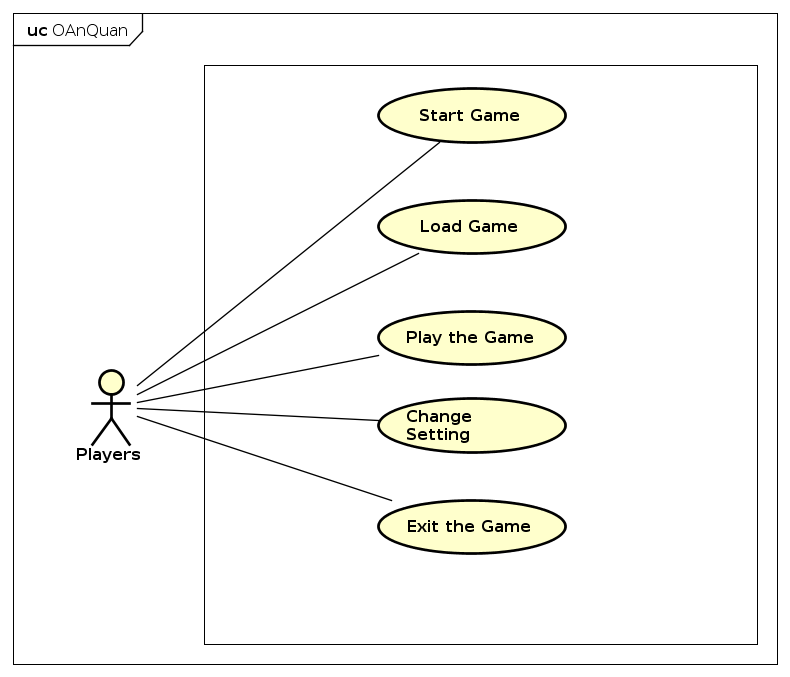 uc OAnQuan
Start Game
Load Game
Play the Game
Change
Setting
Players
Exit the Game